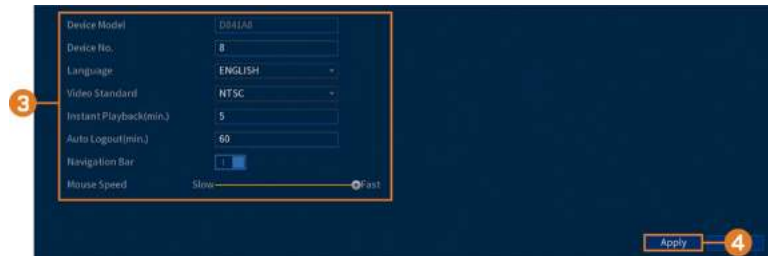 Device Model D841A8
Device No. 8
Language ENGLISH
Video Standard NTSC
Instant Playback(min.) 5
Auto Logout(min.) 60
Navigation Bar
Mouse Speed Slow Fast
3
Apply 4